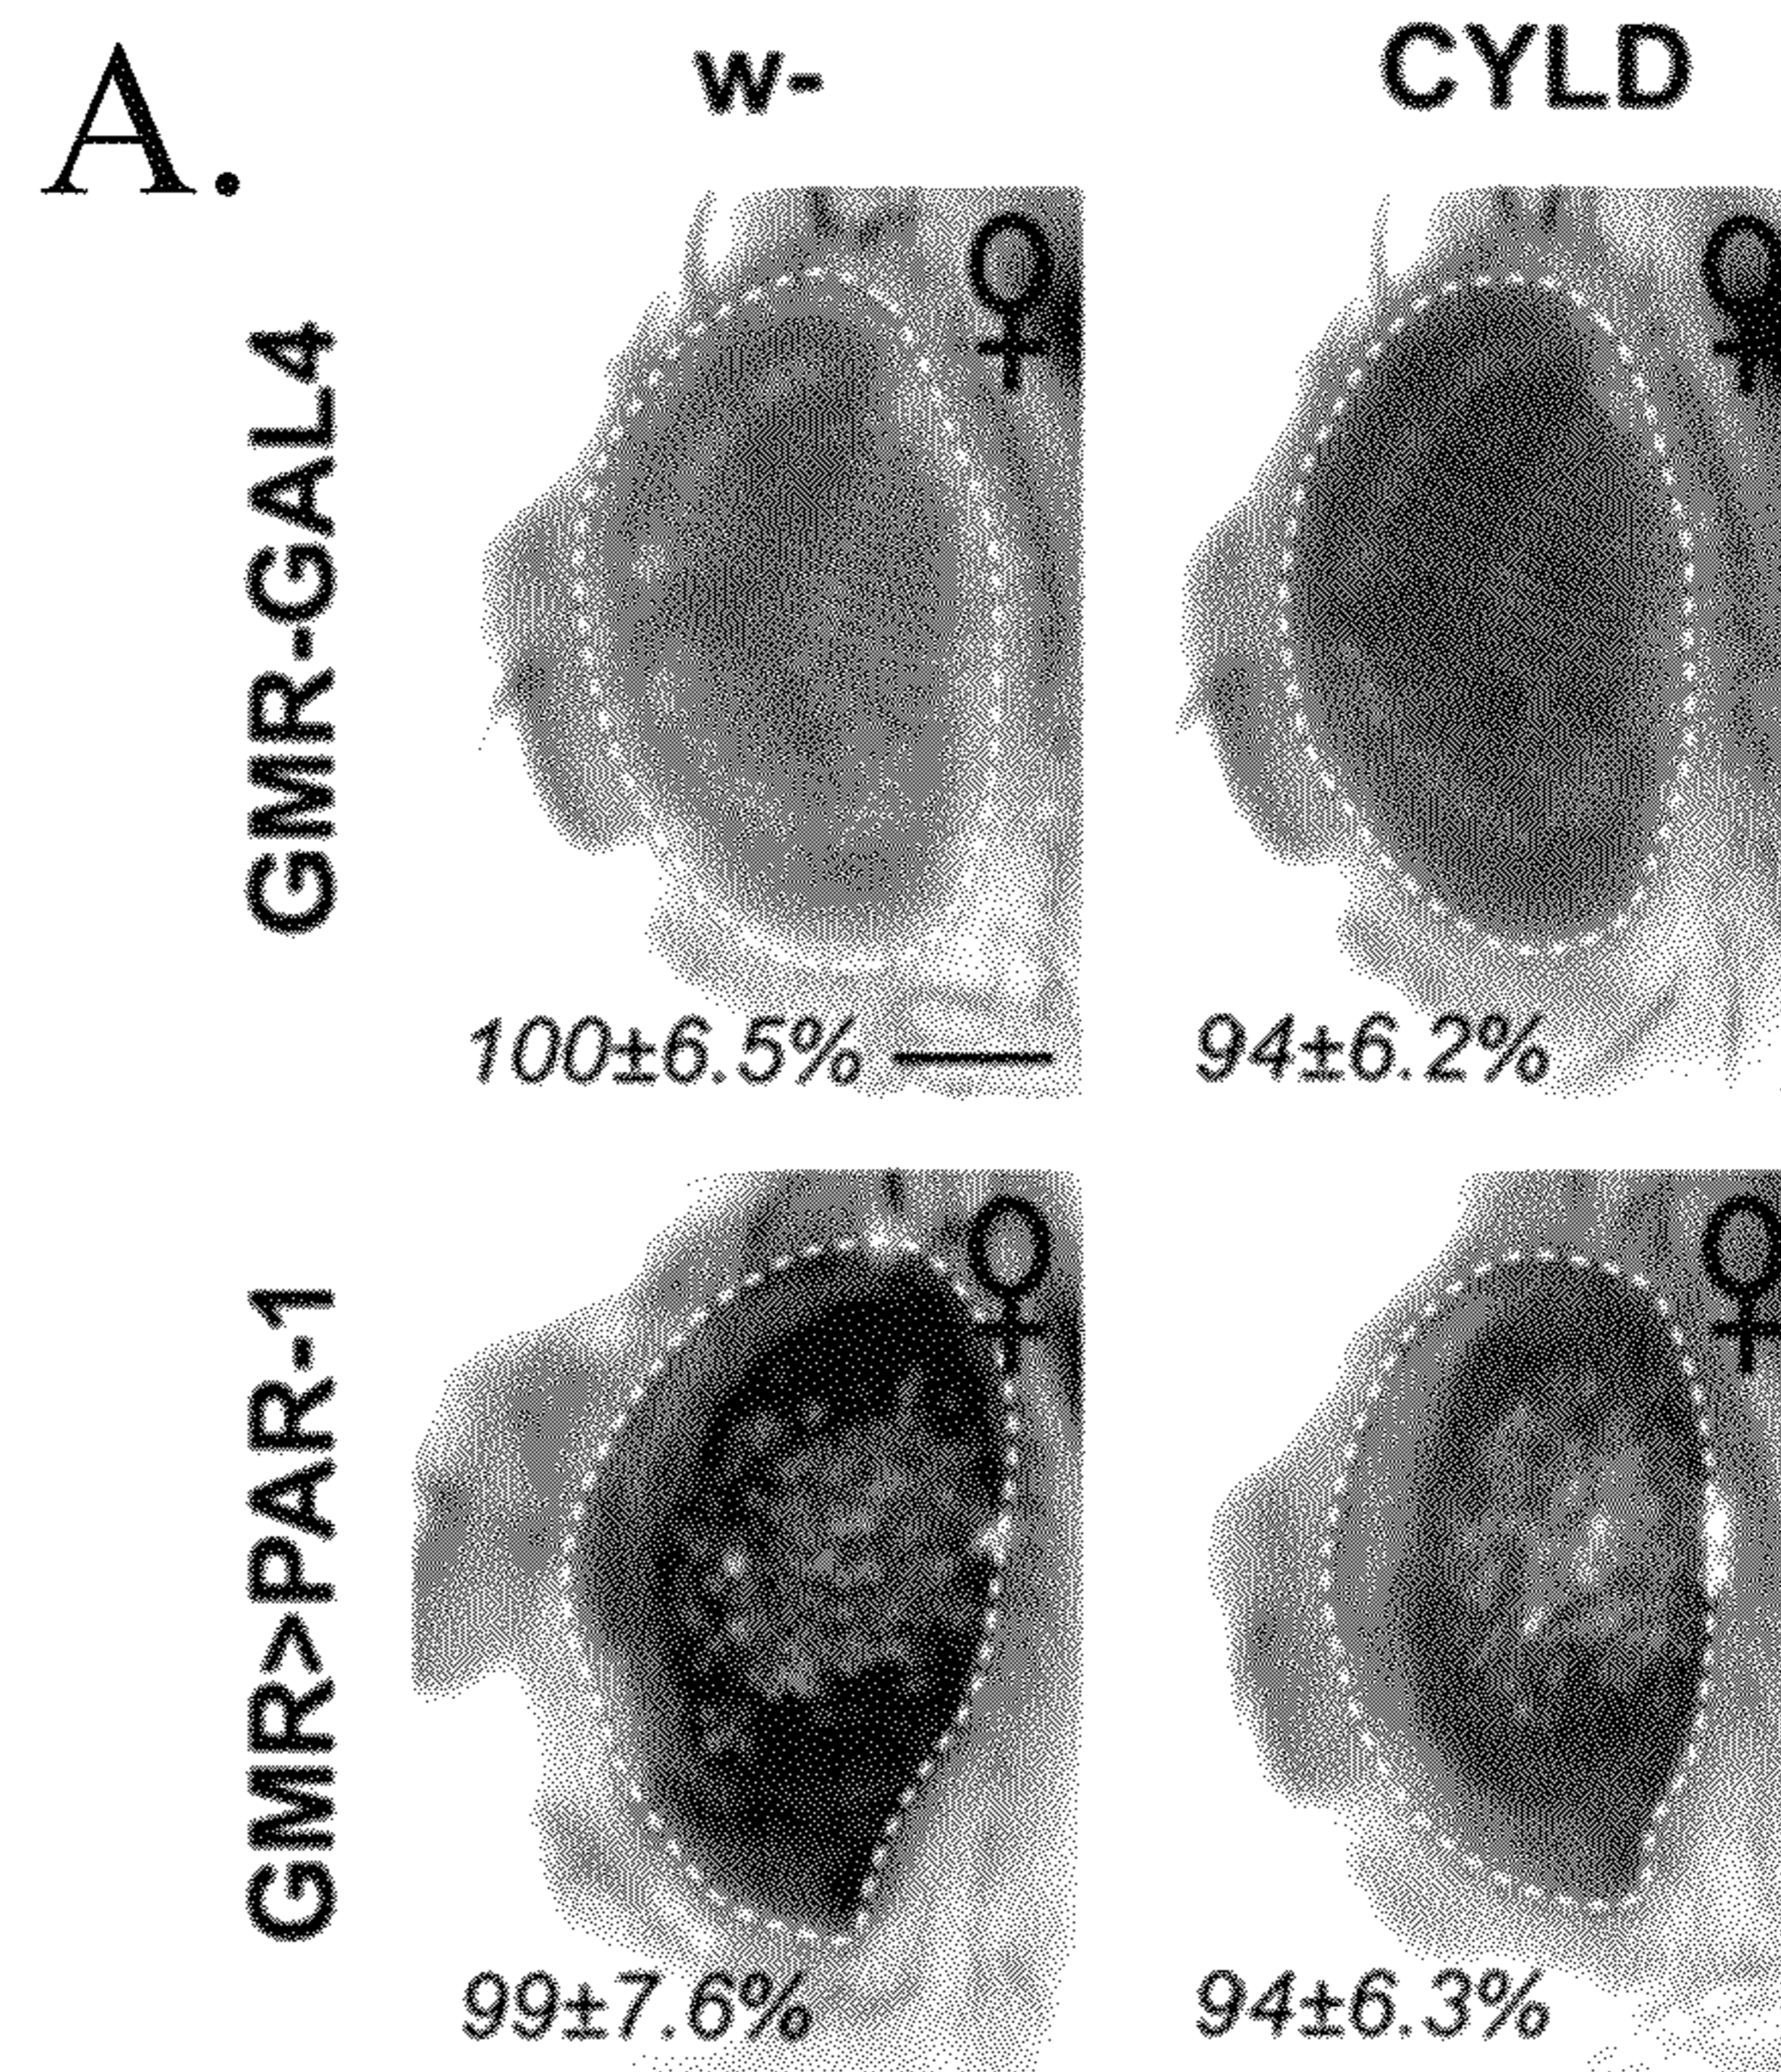 A.
w-
CYLD
GMR-GAL4
♀
♀
100±6.5%
94±6.2%
GMR>PAR-1
♀
♀
99±7.6%
94±6.3%